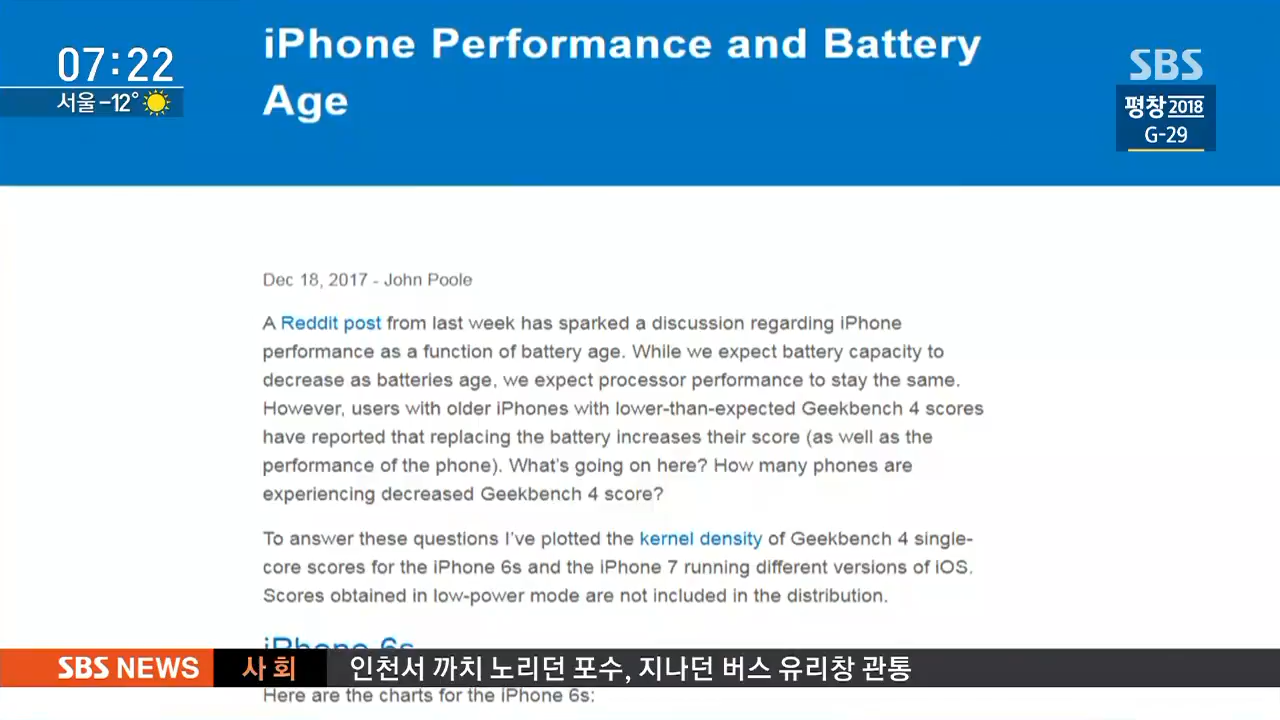 iPhone Performance and Battery
Age
07:22
서울 -12°
SBS
평창 2018
G-29
Dec 18, 2017 - John Poole
A Reddit post from last week has sparked a discussion regarding iPhone
performance as a function of battery age. While we expect battery capacity to
decrease as batteries age, we expect processor performance to stay the same.
However, users with older iPhones with lower-than-expected Geekbench 4 scores
have reported that replacing the battery increases their score (as well as the
performance of the phone). What's going on here? How many phones are
experiencing decreased Geekbench 4 score?
To answer these questions I've plotted the kernel density of Geekbench 4 single-
core scores for the iPhone 6s and the iPhone 7 running different versions of iOS.
Scores obtained in low-power mode are not included in the distribution.
iPhone 6s
SBS NEWS 사회 인천서 까치 노리던 포수, 지나던 버스 유리창 관통
Here are the charts for the iPhone 6s: